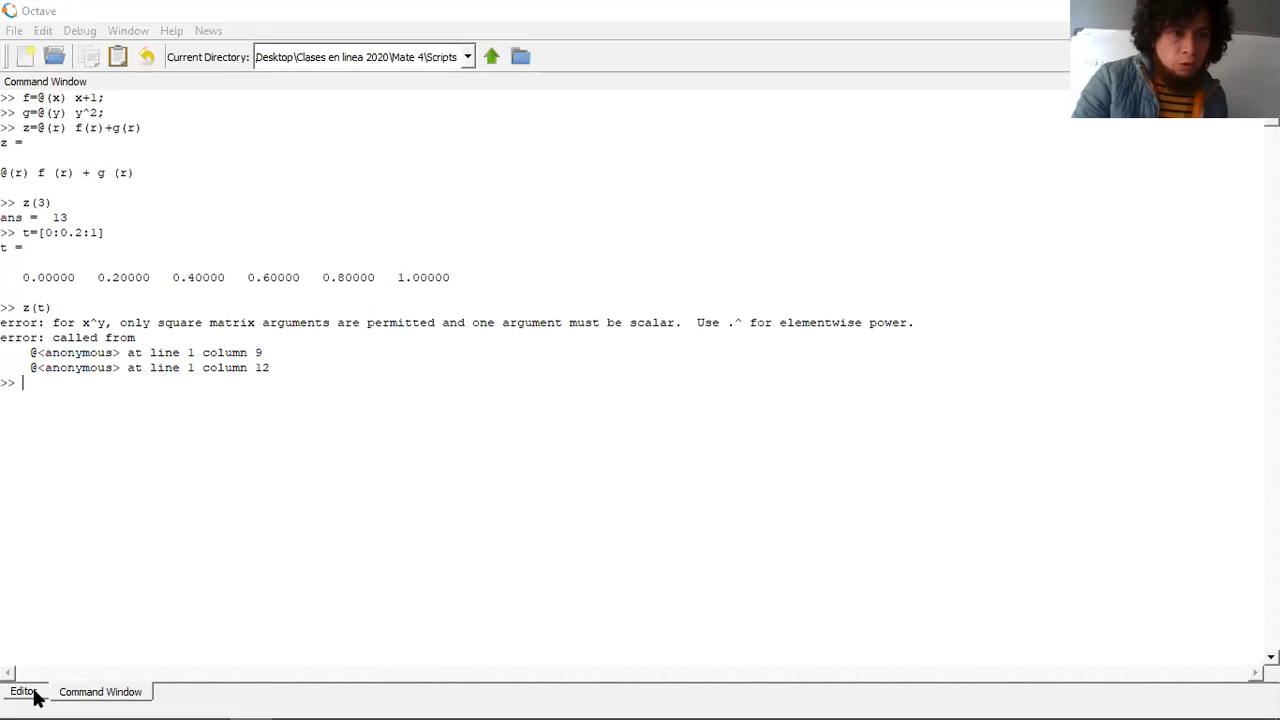 Octave
File Edit Debug Window Help News
Current Directory: Desktop\Clases en linea 2020\Mate 4\Scripts
Command Window
>> f=@(x) x+1;
>> g=@(y) y^2;
>> z=@(r) f(r)+g(r)
z =
@(r) f (r) + g (r)
>> z(3)
ans = 13
>> t=[0:0.2:1]
t =
0.00000 0.20000 0.40000 0.60000 0.80000 1.00000
>> z(t)
error: for x^y, only square matrix arguments are permitted and one argument must be scalar. Use .^ for elementwise power.
error: called from
@<anonymous> at line 1 column 9
@<anonymous> at line 1 column 12
>>
Editor Command Window